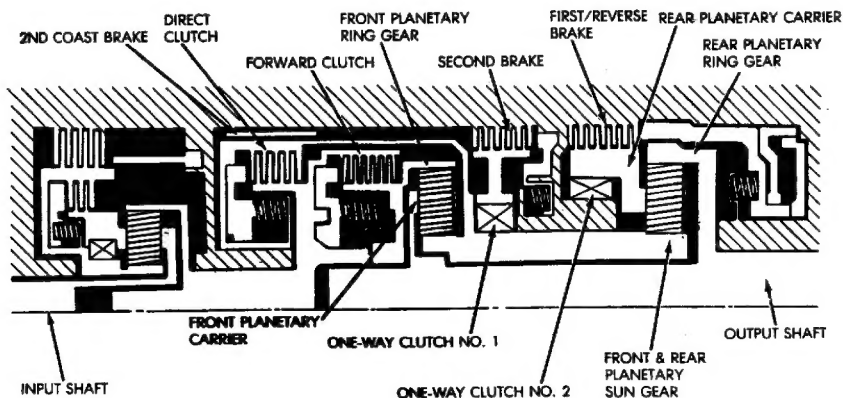 2ND COAST BRAKE
DIRECT
CLUTCH
FORWARD CLUTCH
FRONT PLANETARY
RING GEAR
SECOND BRAKE
FIRST/REVERSE
BRAKE
REAR PLANETARY CARRIER
REAR PLANETARY
RING GEAR
FRONT PLANETARY
CARRIER
ONE-WAY CLUTCH NO. 1
OUTPUT SHAFT
INPUT SHAFT
ONE-WAY CLUTCH NO. 2
FRONT & REAR
PLANETARY
SUN GEAR